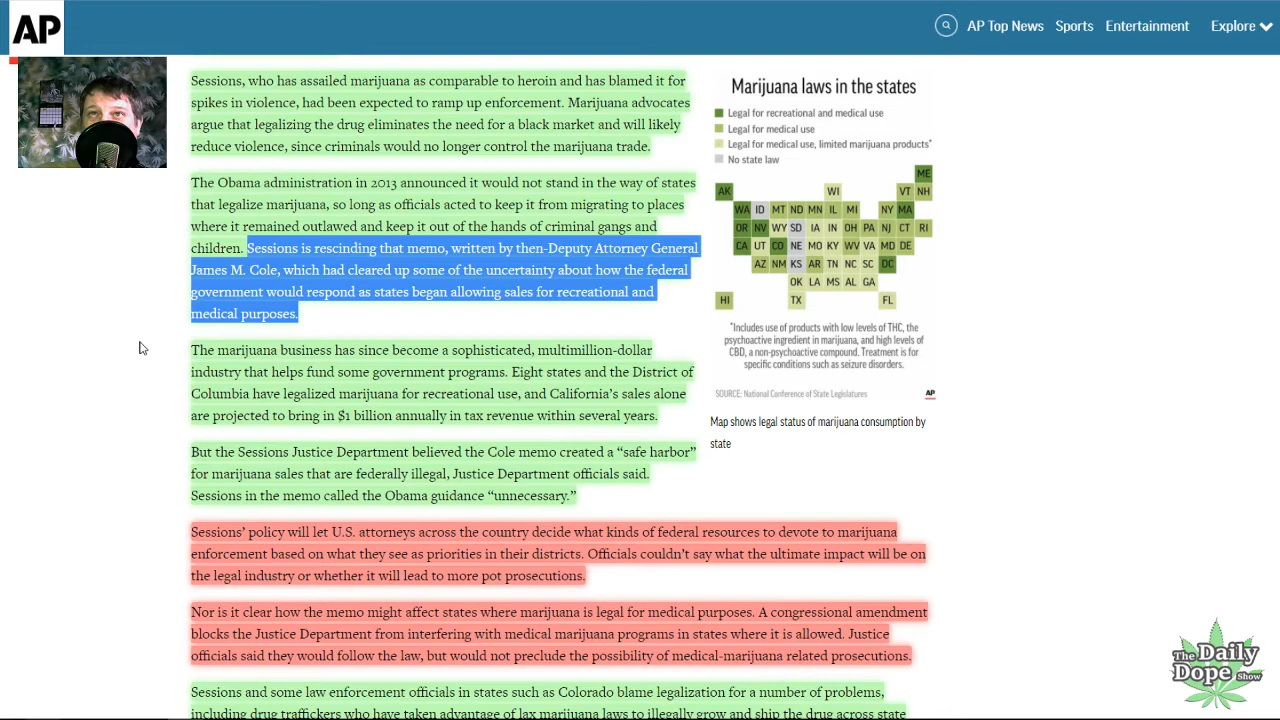 AP
AP Top News Sports Entertainment Explore
Sessions, who has assailed marijuana as comparable to heroin and has blamed it for
spikes in violence, had been expected to ramp up enforcement. Marijuana advocates
argue that legalizing the drug eliminates the need for a black market and will likely
reduce violence, since criminals would no longer control the marijuana trade.
The Obama administration in 2013 announced it would not stand in the way of states
that legalize marijuana, so long as officials acted to keep it from migrating to places
where it remained outlawed and keep it out of the hands of criminal gangs and
children. Sessions is rescinding that memo, written by then-Deputy Attorney General
James M. Cole, which had cleared up some of the uncertainty about how the federal
government would respond as states began allowing sales for recreational and
medical purposes.
The marijuana business has since become a sophisticated, multimillion-dollar
industry that helps fund some government programs. Eight states and the District of
Columbia have legalized marijuana for recreational use, and California's sales alone
are projected to bring in $1 billion annually in tax revenue within several years.
But the Sessions Justice Department believed the Cole memo created a “safe harbor”
for marijuana sales that are federally illegal, Justice Department officials said.
Sessions in the memo called the Obama guidance “unnecessary.”
Marijuana laws in the states
Legal for recreational and medical use
Legal for medical use
Legal for medical use, limited marijuana products*
No state law
ME
AK WI VT NH
WA ID MT ND MN IL MI NY MA
OR NV WY SD IA IN OH PA NJ CT RI
CA UT CO NE MO KY WV VA MD DE
AZ NM KS AR TN NC SC DC
OK LA MS AL GA
HI TX FL
*Includes use of products with low levels of THC, the
psychoactive ingredient in marijuana, and high levels of
CBD, a non-psychoactive compound. Treatment is for
specific conditions such as seizure disorders.
SOURCE: National Conference of State Legislatures AP
Map shows legal status of marijuana consumption by
state
Sessions’ policy will let U.S. attorneys across the country decide what kinds of federal resources to devote to marijuana
enforcement based on what they see as priorities in their districts. Officials couldn’t say what the ultimate impact will be on
the legal industry or whether it will lead to more pot prosecutions.
Nor is it clear how the memo might affect states where marijuana is legal for medical purposes. A congressional amendment
blocks the Justice Department from interfering with medical marijuana programs in states where it is allowed. Justice
officials said they would follow the law, but would not preclude the possibility of medical-marijuana related prosecutions.
Sessions and some law enforcement officials in states such as Colorado blame legalization for a number of problems,
including drug traffickers who have taken advantage of lax marijuana laws to illegally grow and ship the drug across state
The Daily
Dope Show